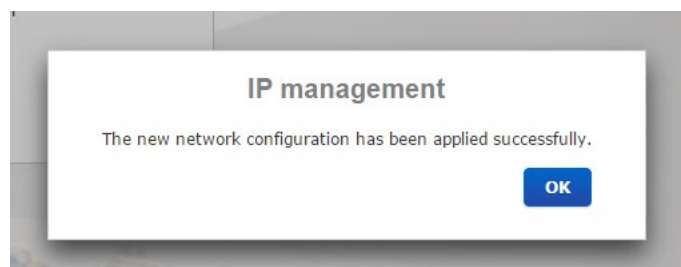 IP management
The new network configuration has been applied successfully.
OK